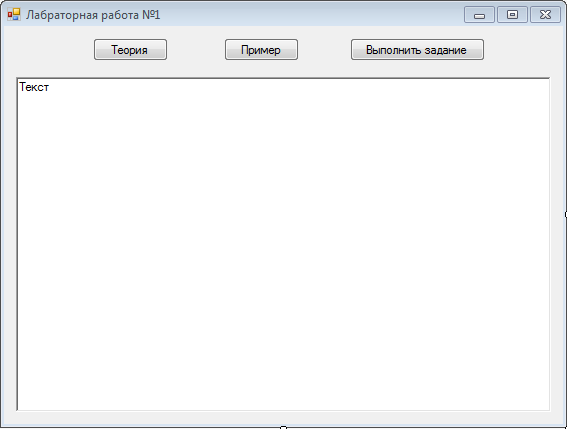 Лабраторная работа №1
Теория Пример Выполнить задание
Текст